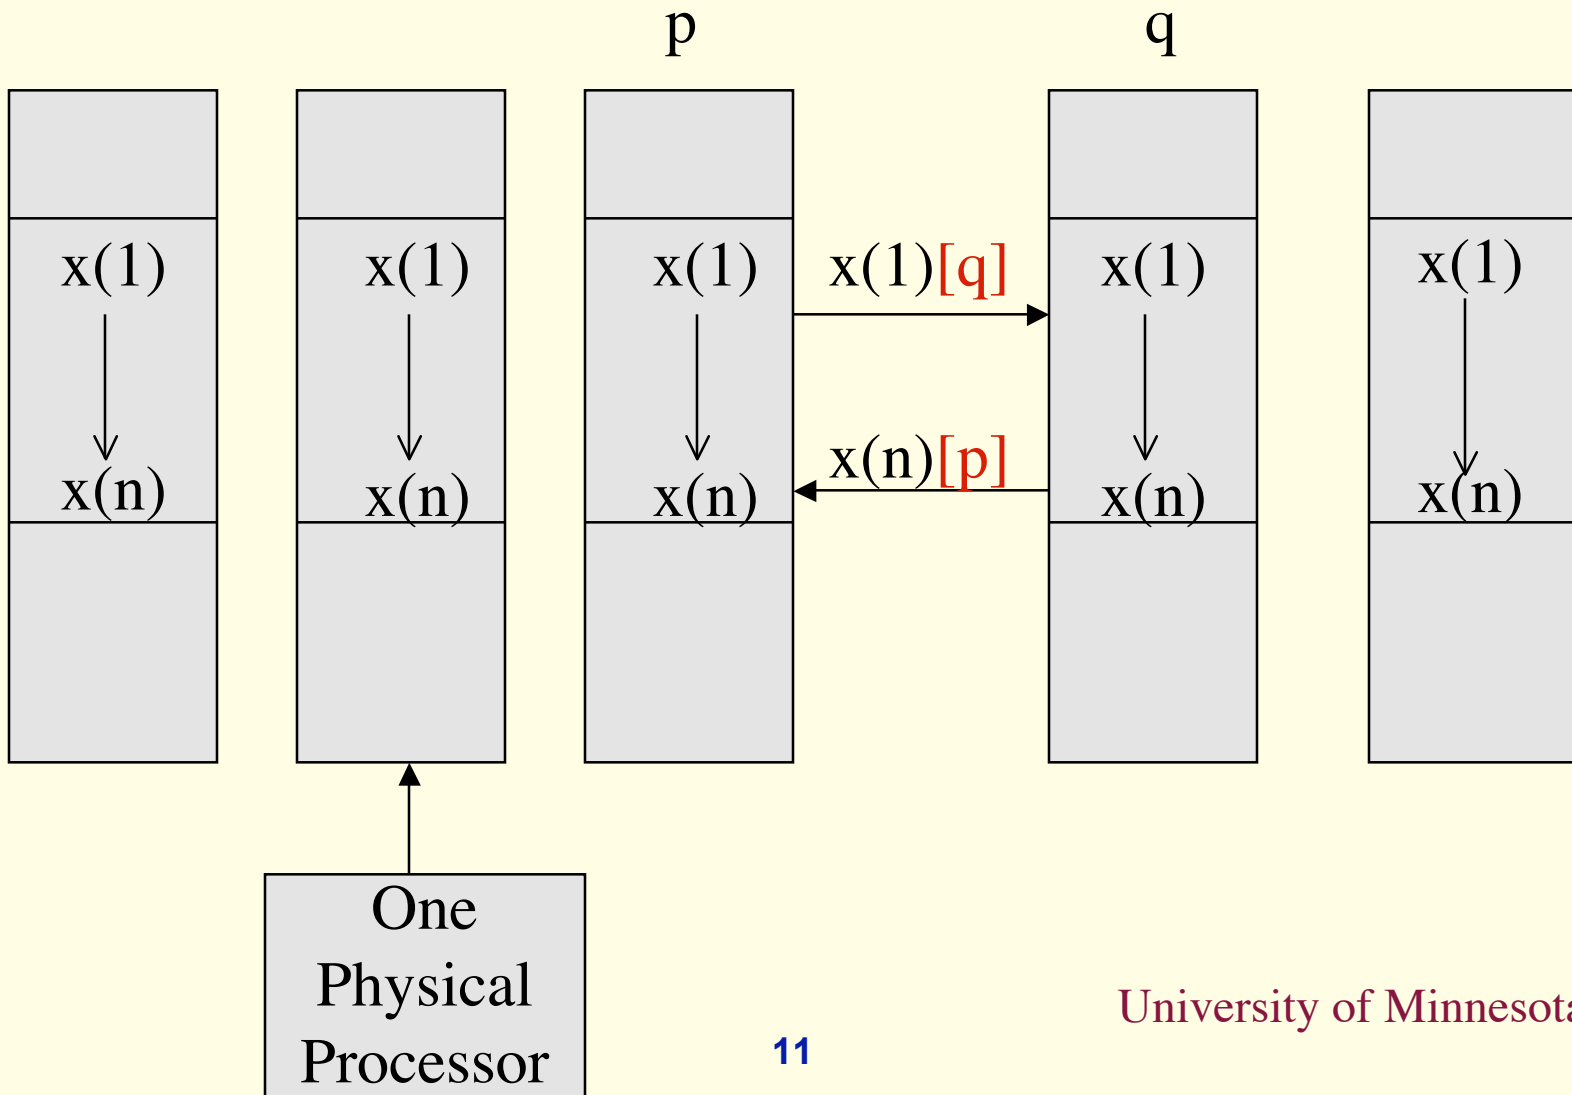 p q
x(1) x(1) x(1) x(1)[q] x(1) x(1)
x(n) x(n) x(n) x(n)[p] x(n) x(n)
One
Physical
Processor
11
University of Minnesota